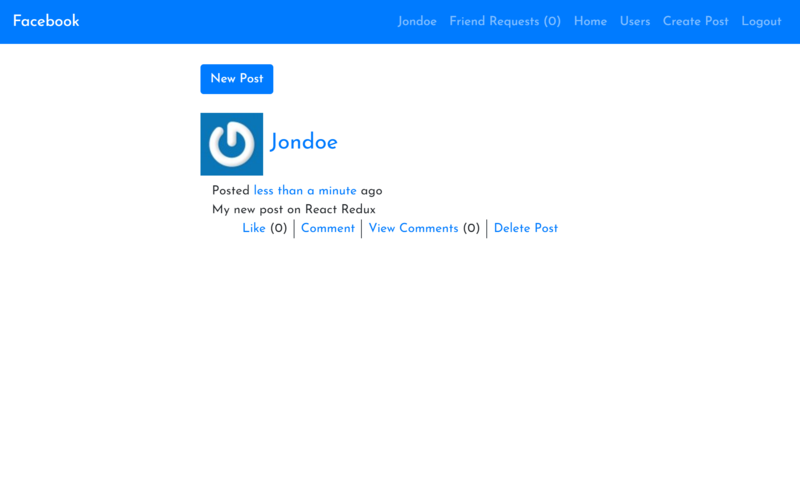 Facebook Jondoe Friend Requests (0) Home Users Create Post Logout
New Post
Jondoe
Posted less than a minute ago
My new post on React Redux
Like (0) Comment View Comments (0) Delete Post